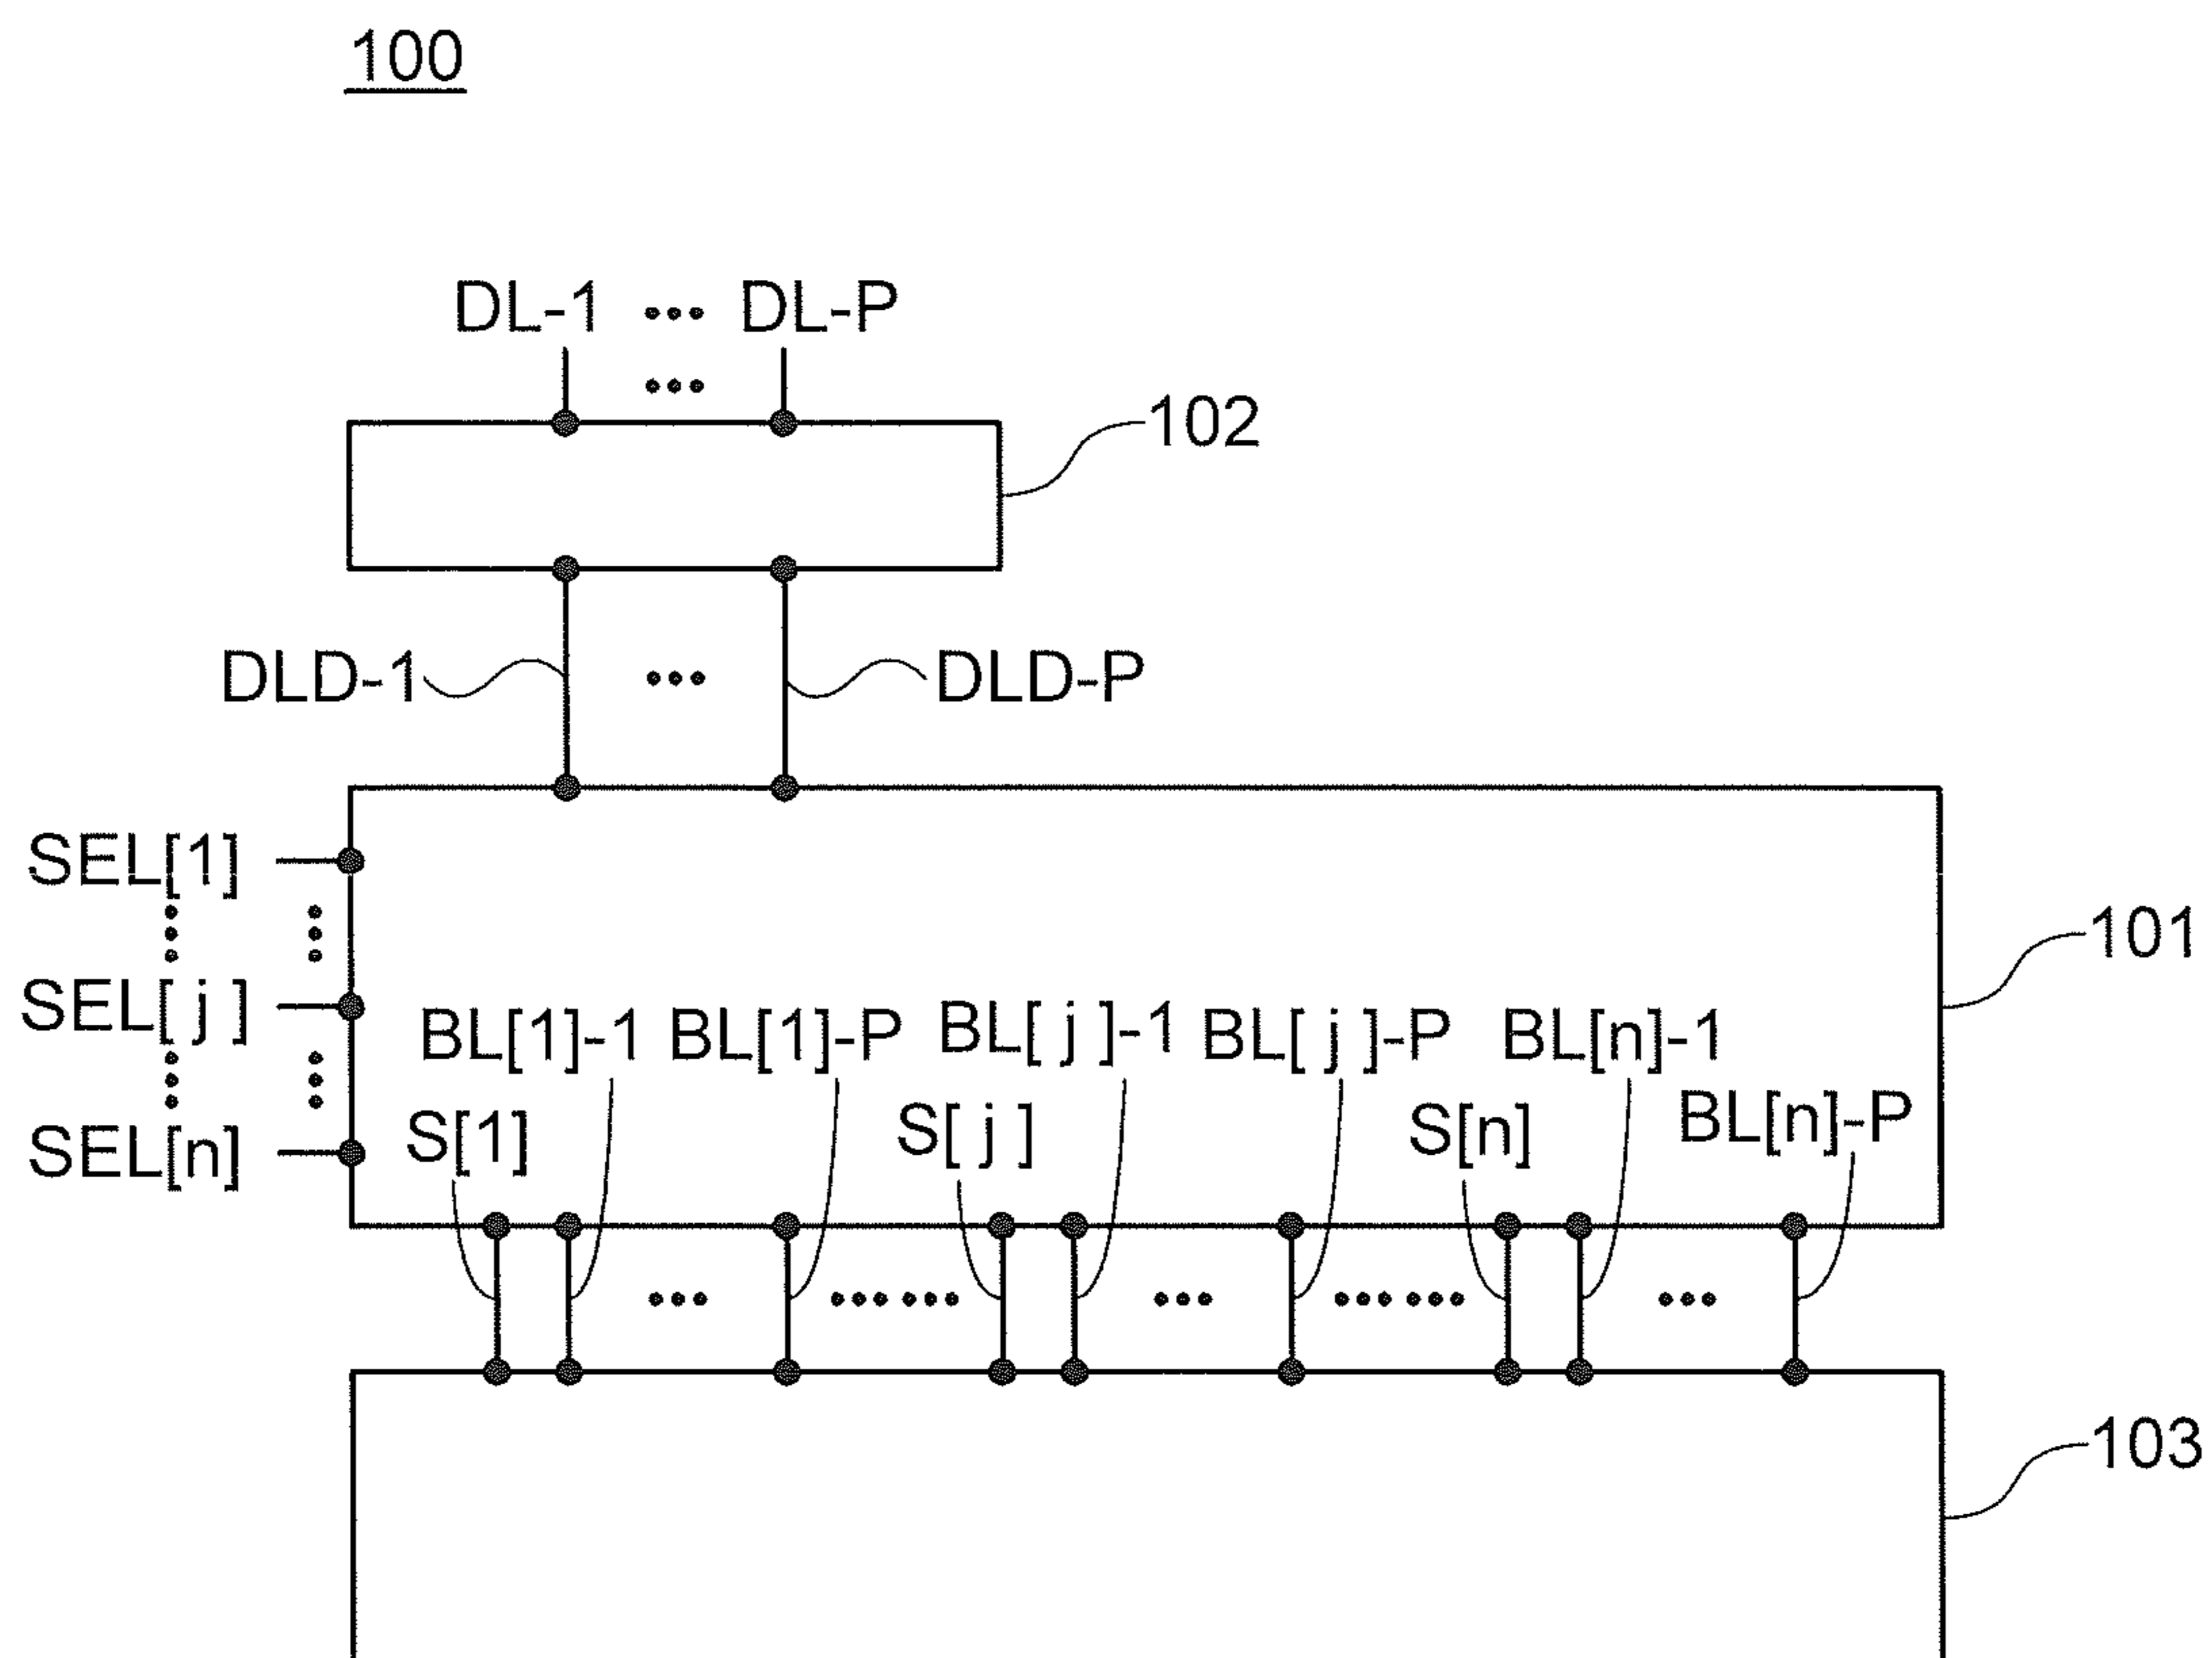 100
DL-1 ••• DL-P
•••
102
DLD-1 ••• DLD-P
SEL[1]
101
SEL[ j ]
BL[1]-1 BL[1]-P BL[ j ]-1 BL[ j ]-P BL[n]-1
S[1] S[ j ] S[n] BL[n]-P
SEL[n]
••• •••••• ••• •••••• •••
103